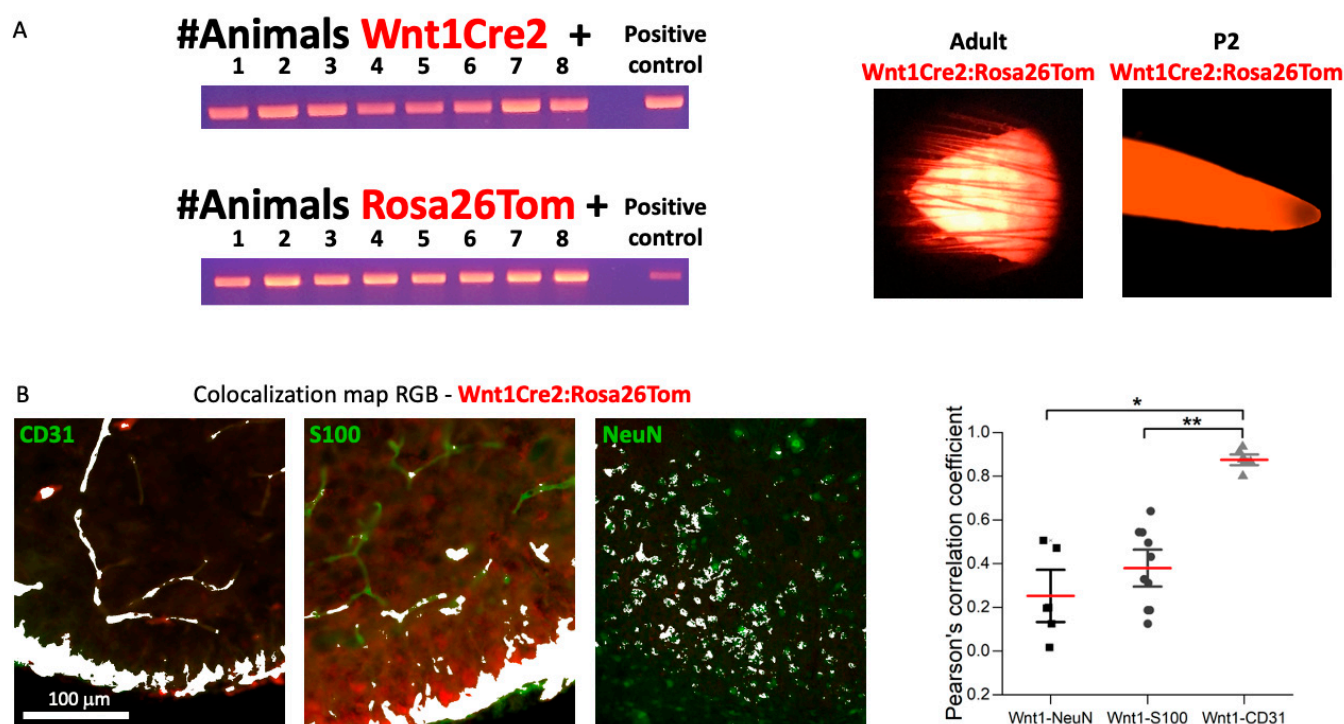 A
#Animals Wnt1Cre2 +
Positive
control
1 2 3 4 5 6 7 8
#Animals Rosa26Tom +
Positive
control
1 2 3 4 5 6 7 8
Adult
Wnt1Cre2:Rosa26Tom
P2
Wnt1Cre2:Rosa26Tom
B
Colocalization map RGB - Wnt1Cre2:Rosa26Tom
CD31
S100
NeuN
100 µm
Pearson's correlation coefficient
*
**
1.0
0.8
0.6
0.4
0.2
0.0
0.2
Wnt1-NeuN Wnt1-S100 Wnt1-CD31